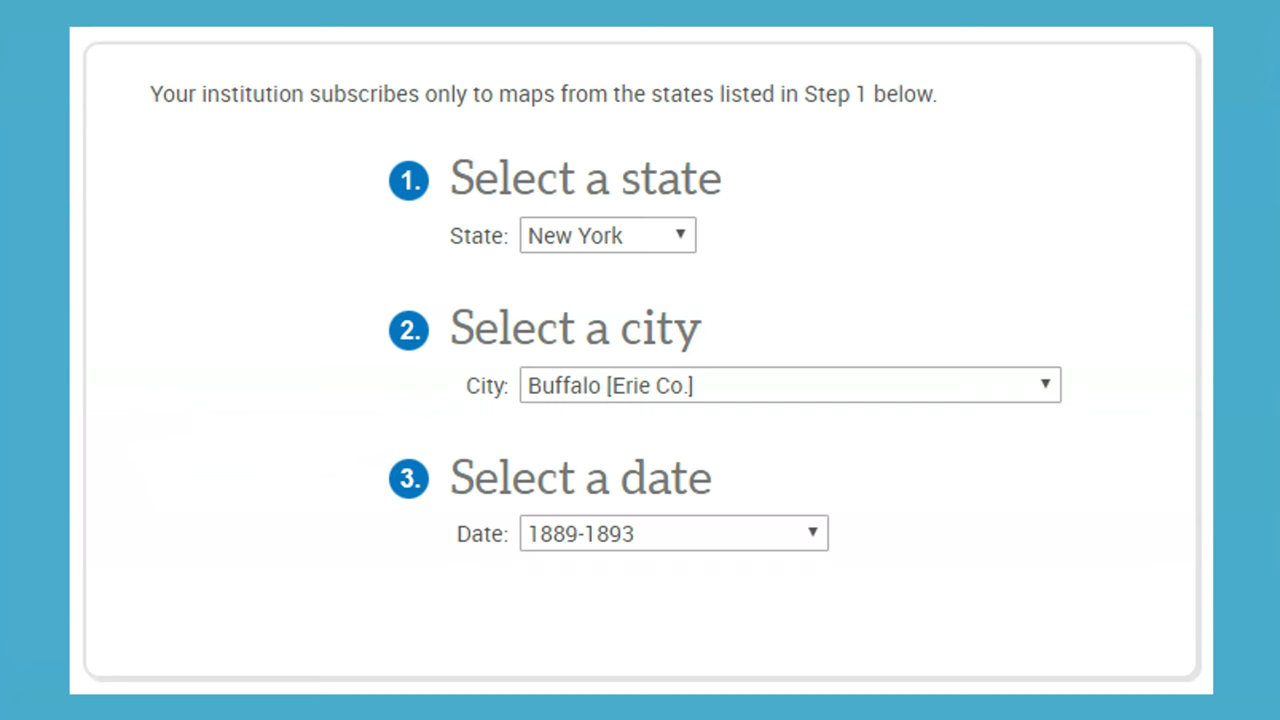 Your institution subscribes only to maps from the states listed in Step 1 below.
1. Select a state
State: New York
2. Select a city
City: Buffalo [Erie Co.]
3. Select a date
Date: 1889-1893